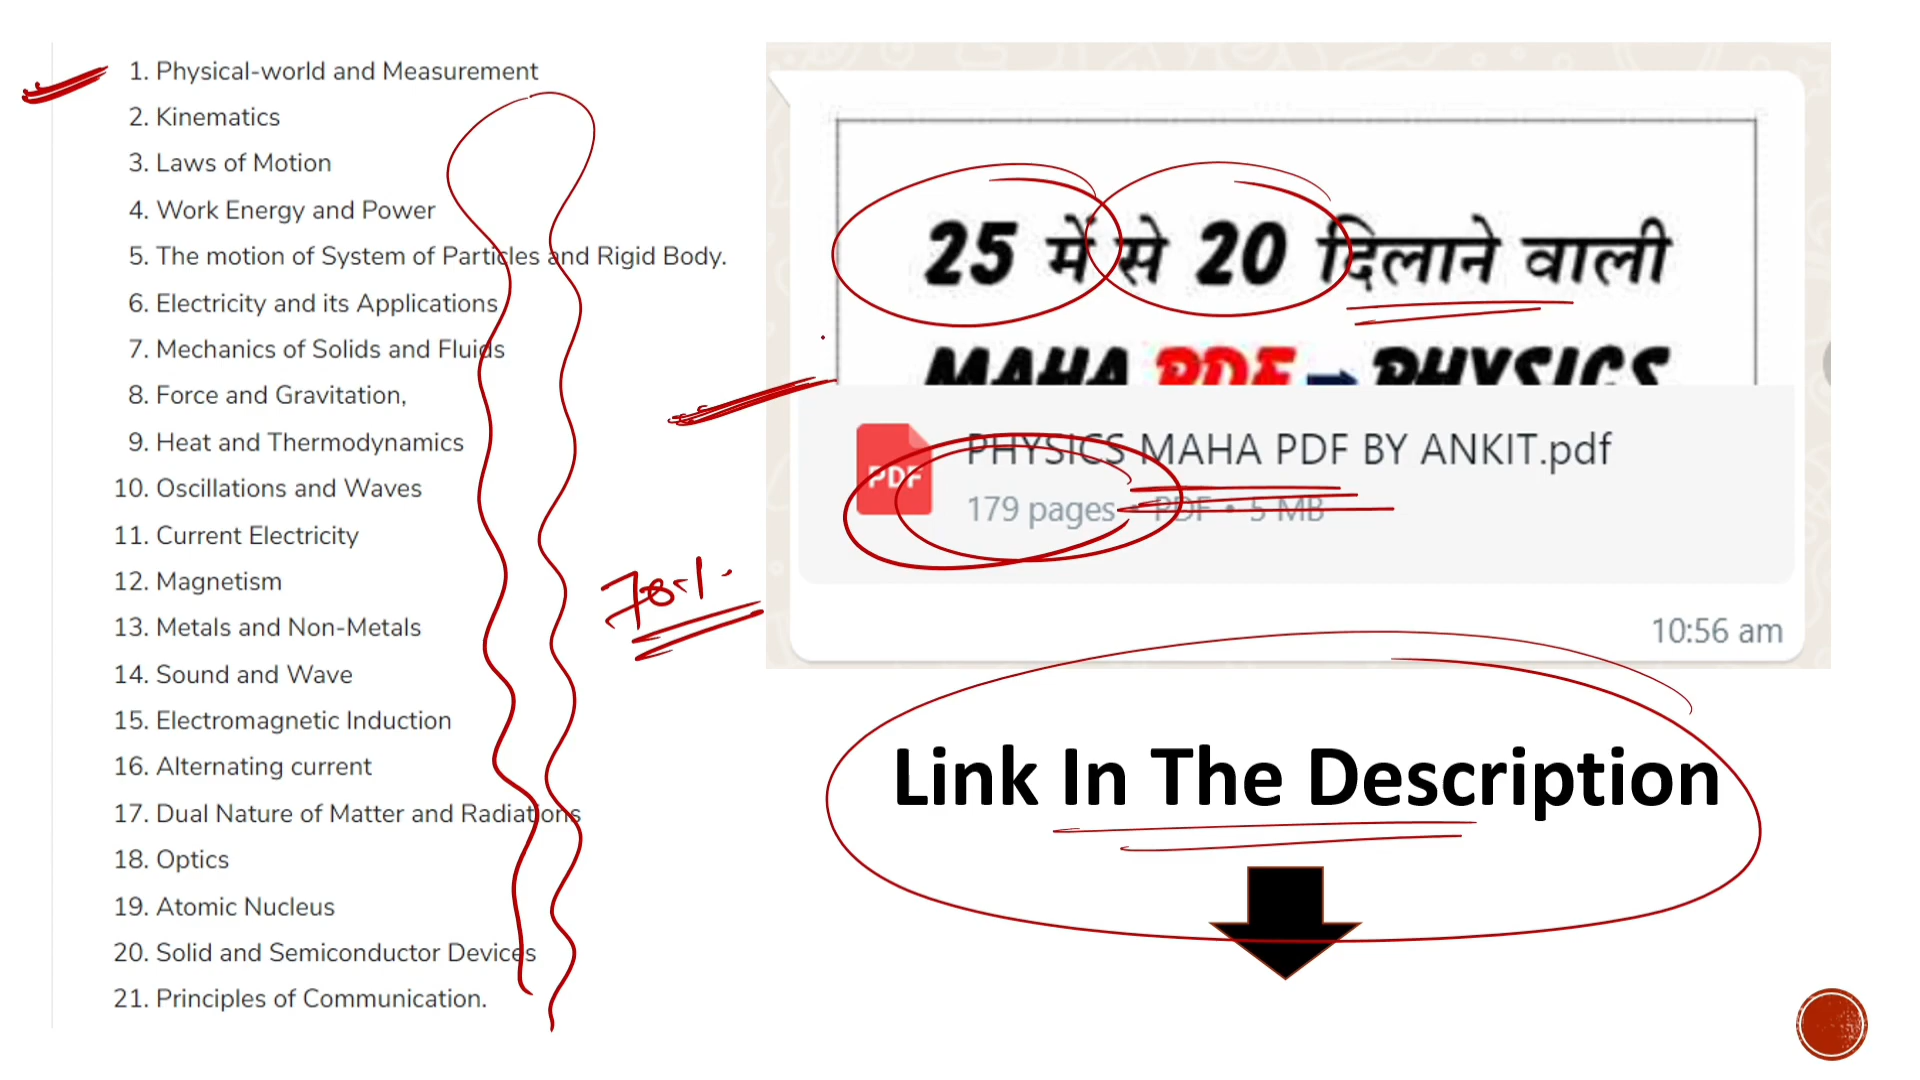 1. Physical-world and Measurement
2. Kinematics
3. Laws of Motion
4. Work Energy and Power
5. The motion of System of Particles and Rigid Body.
6. Electricity and its Applications
7. Mechanics of Solids and Fluids
8. Force and Gravitation,
9. Heat and Thermodynamics
10. Oscillations and Waves
11. Current Electricity
12. Magnetism
13. Metals and Non-Metals
14. Sound and Wave
15. Electromagnetic Induction
16. Alternating current
17. Dual Nature of Matter and Radiations
18. Optics
19. Atomic Nucleus
20. Solid and Semiconductor Devices
21. Principles of Communication.
25 में से 20 दिलाने वाली
MAHA PDF PHYSICS
PDF
PHYSICS MAHA PDF BY ANKIT.pdf
179 pages • PDF • 5 MB
10:56 am
Link In The Description